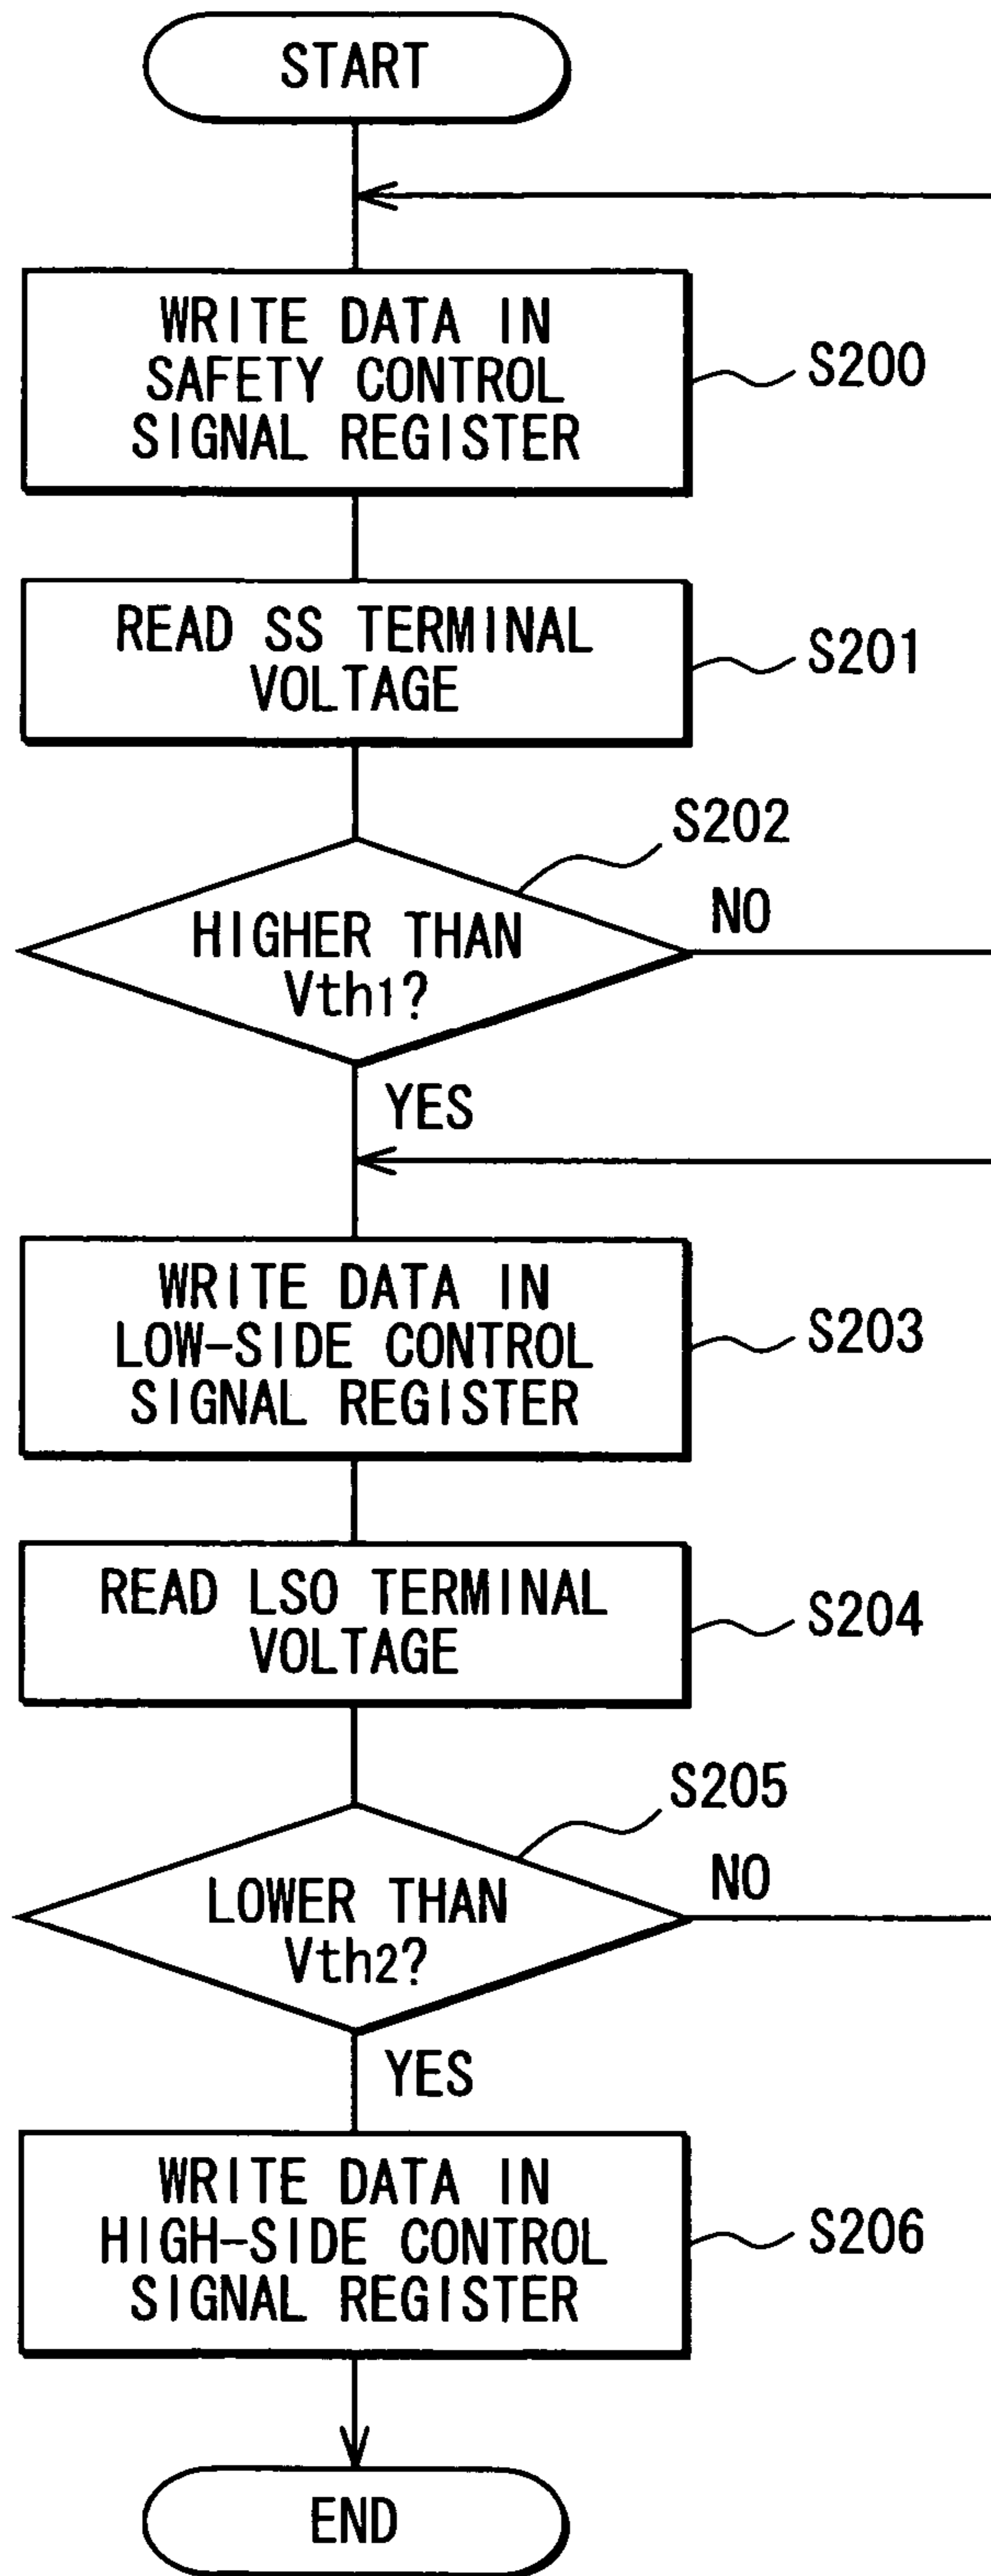 START
WRITE DATA IN
SAFETY CONTROL
SIGNAL REGISTER
S200
READ SS TERMINAL
VOLTAGE
S201
S202
HIGHER THAN
Vth1?
NO
YES
WRITE DATA IN
LOW-SIDE CONTROL
SIGNAL REGISTER
S203
READ LSO TERMINAL
VOLTAGE
S204
S205
LOWER THAN
Vth2?
NO
YES
WRITE DATA IN
HIGH-SIDE CONTROL
SIGNAL REGISTER
S206
END